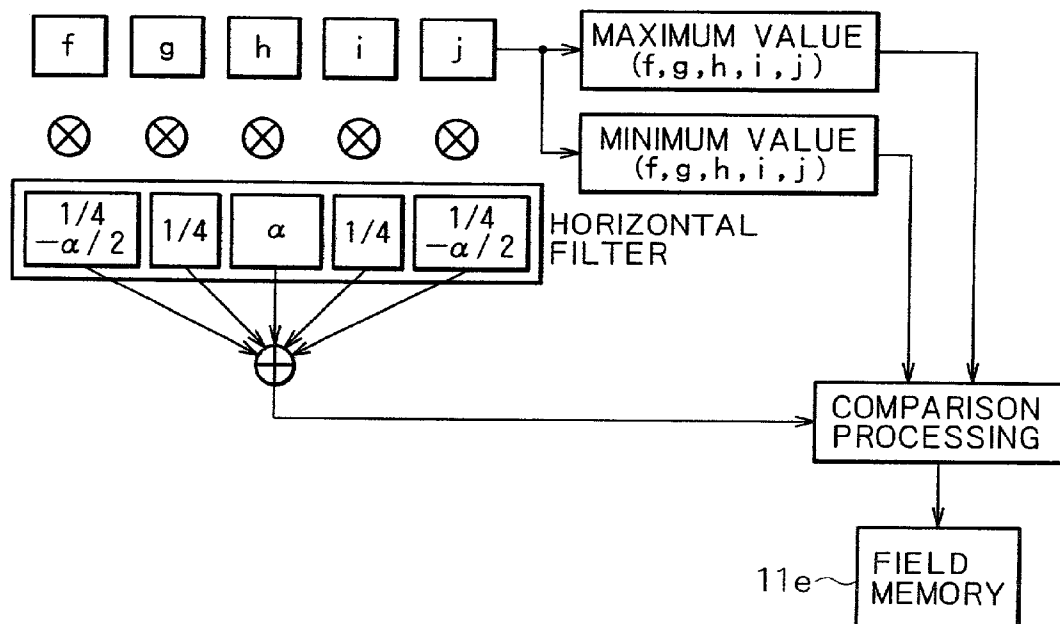 f g h i j
MAXIMUM VALUE
(f,g,h,i,j)
MINIMUM VALUE
(f,g,h,i,j)
1/4
-α/2
1/4
α
1/4
1/4
-α/2
HORIZONTAL
FILTER
COMPARISON
PROCESSING
11e
FIELD
MEMORY